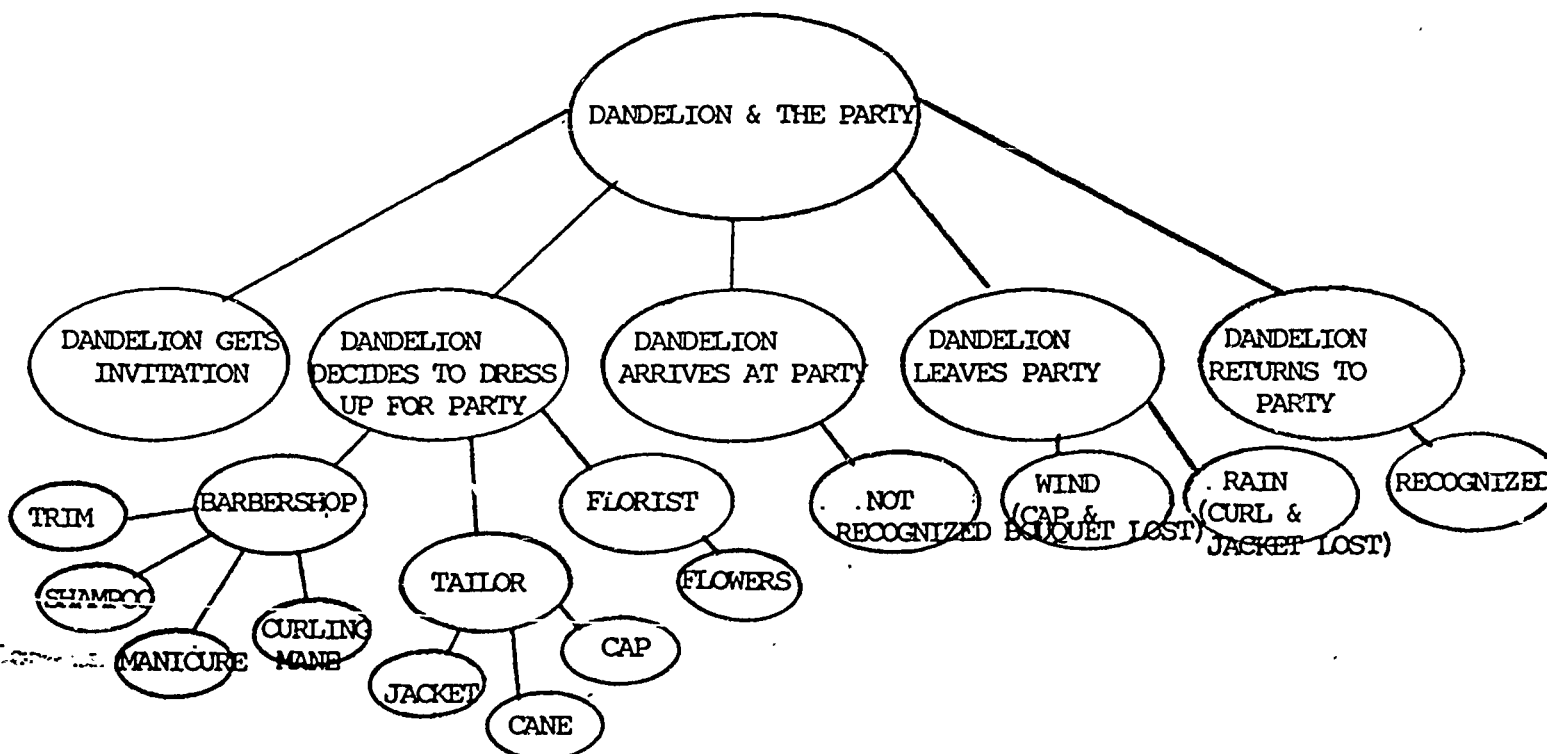 DANDELION & THE PARTY
DANDELION GETS
INVITATION
DANDELION
DECIDES TO DRESS
UP FOR PARTY
DANDELION
ARRIVES AT PARTY
DANDELION
LEAVES PARTY
DANDELION
RETURNS TO
PARTY
BARBERSHOP
TRIM
SHAMPOO
MANICURE
CURLING
MANE
TAILOR
JACKET
CANE
CAP
FLORIST
FLOWERS
NOT
RECOGNIZED
WIND
(CAP &
BOUQUET LOST)
RAIN
(CURL &
JACKET LOST)
RECOGNIZED